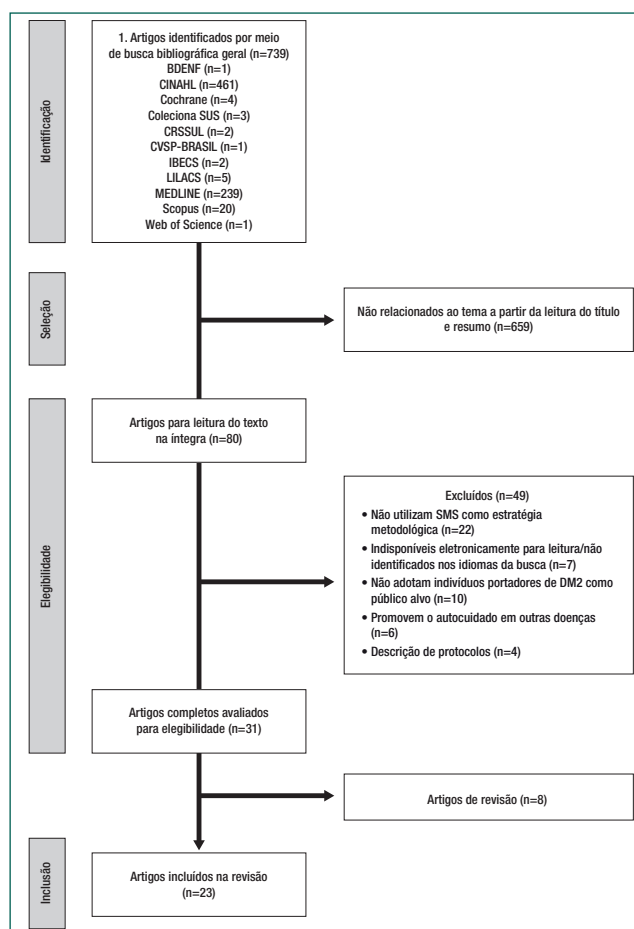 Identificação
1. Artigos identificados por meio
de busca bibliográfica geral (n=739)
BDENF (n=1)
CINAHL (n=461)
Cochrane (n=4)
Coleciona SUS (n=3)
CRSSUL (n=2)
CVSP-BRASIL (n=1)
IBECS (n=2)
LILACS (n=5)
MEDLINE (n=239)
Scopus (n=20)
Web of Science (n=1)
Seleção
Não relacionados ao tema a partir da leitura do título
e resumo (n=659)
Elegibilidade
Artigos para leitura do texto
na íntegra (n=80)
Excluídos (n=49)
• Não utilizam SMS como estratégia
metodológica (n=22)
• Indisponíveis eletronicamente para leitura/não
identificados nos idiomas da busca (n=7)
• Não adotam indivíduos portadores de DM2 como
público alvo (n=10)
• Promovem o autocuidado em outras doenças
(n=6)
• Descrição de protocolos (n=4)
Artigos completos avaliados
para elegibilidade (n=31)
Artigos de revisão (n=8)
Inclusão
Artigos incluídos na revisão
(n=23)